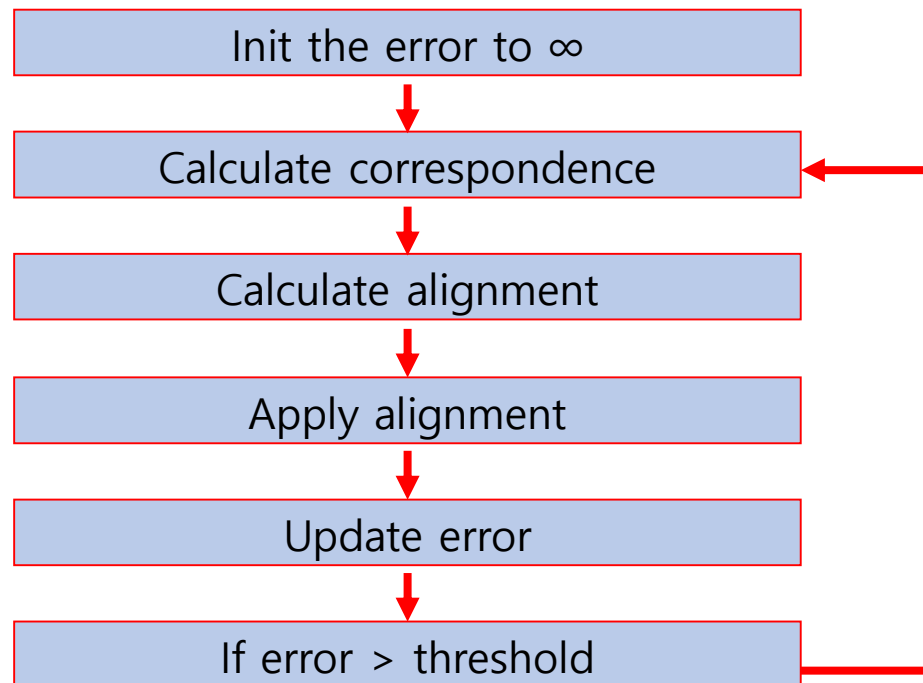 Init the error to ∞
Calculate correspondence
Calculate alignment
Apply alignment
Update error
If error > threshold